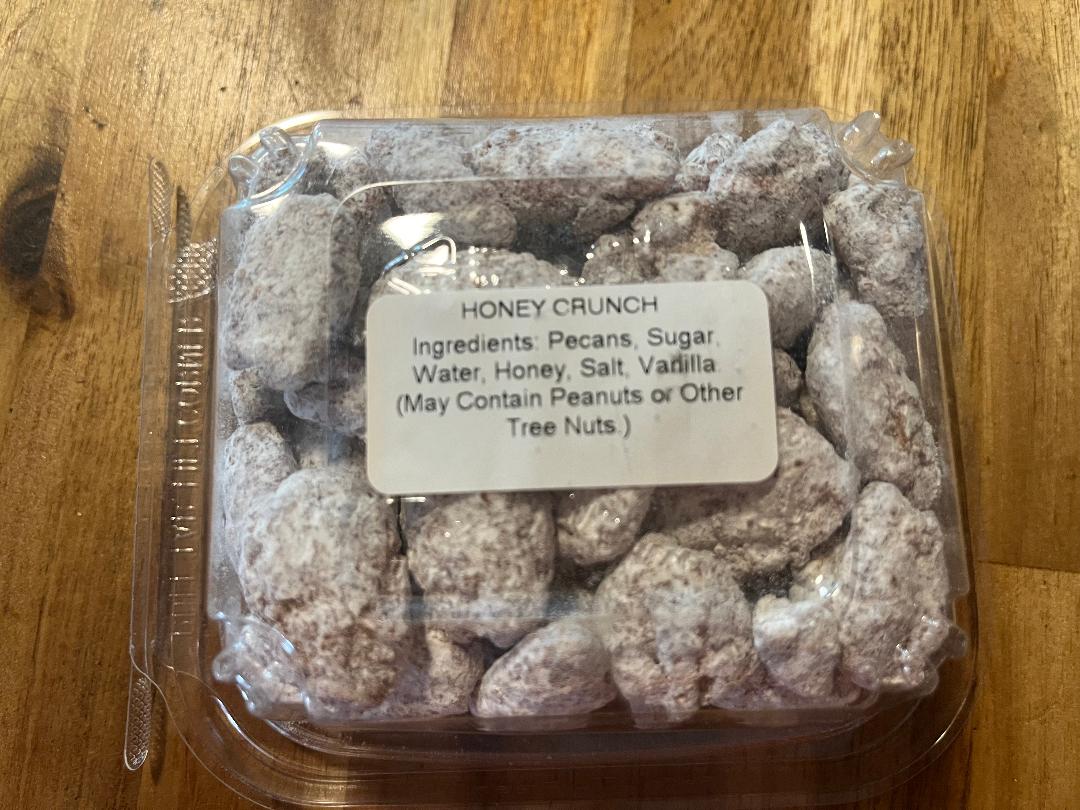 HONEY CRUNCH
Ingredients: Pecans, Sugar,
Water, Honey, Salt, Vanilla.
(May Contain Peanuts or Other
Tree Nuts.)